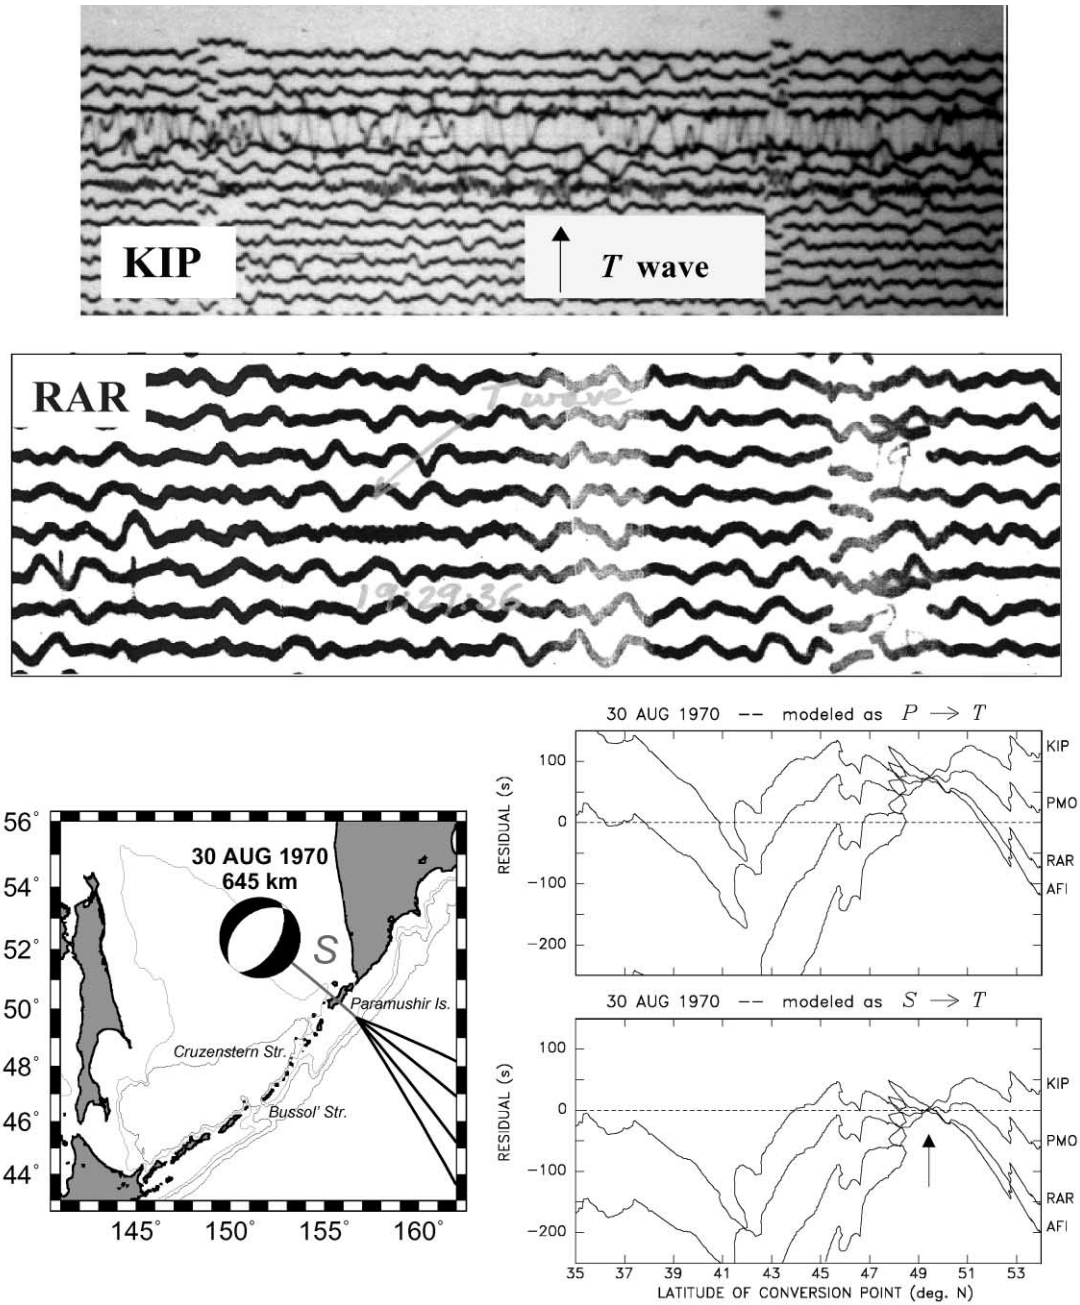 KIP
T wave
RAR
T wave
19:29:36
30 AUG 1970 -- modeled as P → T
RESIDUAL (s)
100
0
-100
-200
KIP
PMO
RAR
AFI
56°
54°
52°
50°
48°
46°
44°
145° 150° 155° 160°
30 AUG 1970
645 km
S
Paramushir Is.
Cruzenstern Str.
Bussol' Str.
30 AUG 1970 -- modeled as S → T
RESIDUAL (s)
100
0
-100
-200
KIP
PMO
RAR
AFI
35 37 39 41 43 45 47 49 51 53
LATITUDE OF CONVERSION POINT (deg. N)